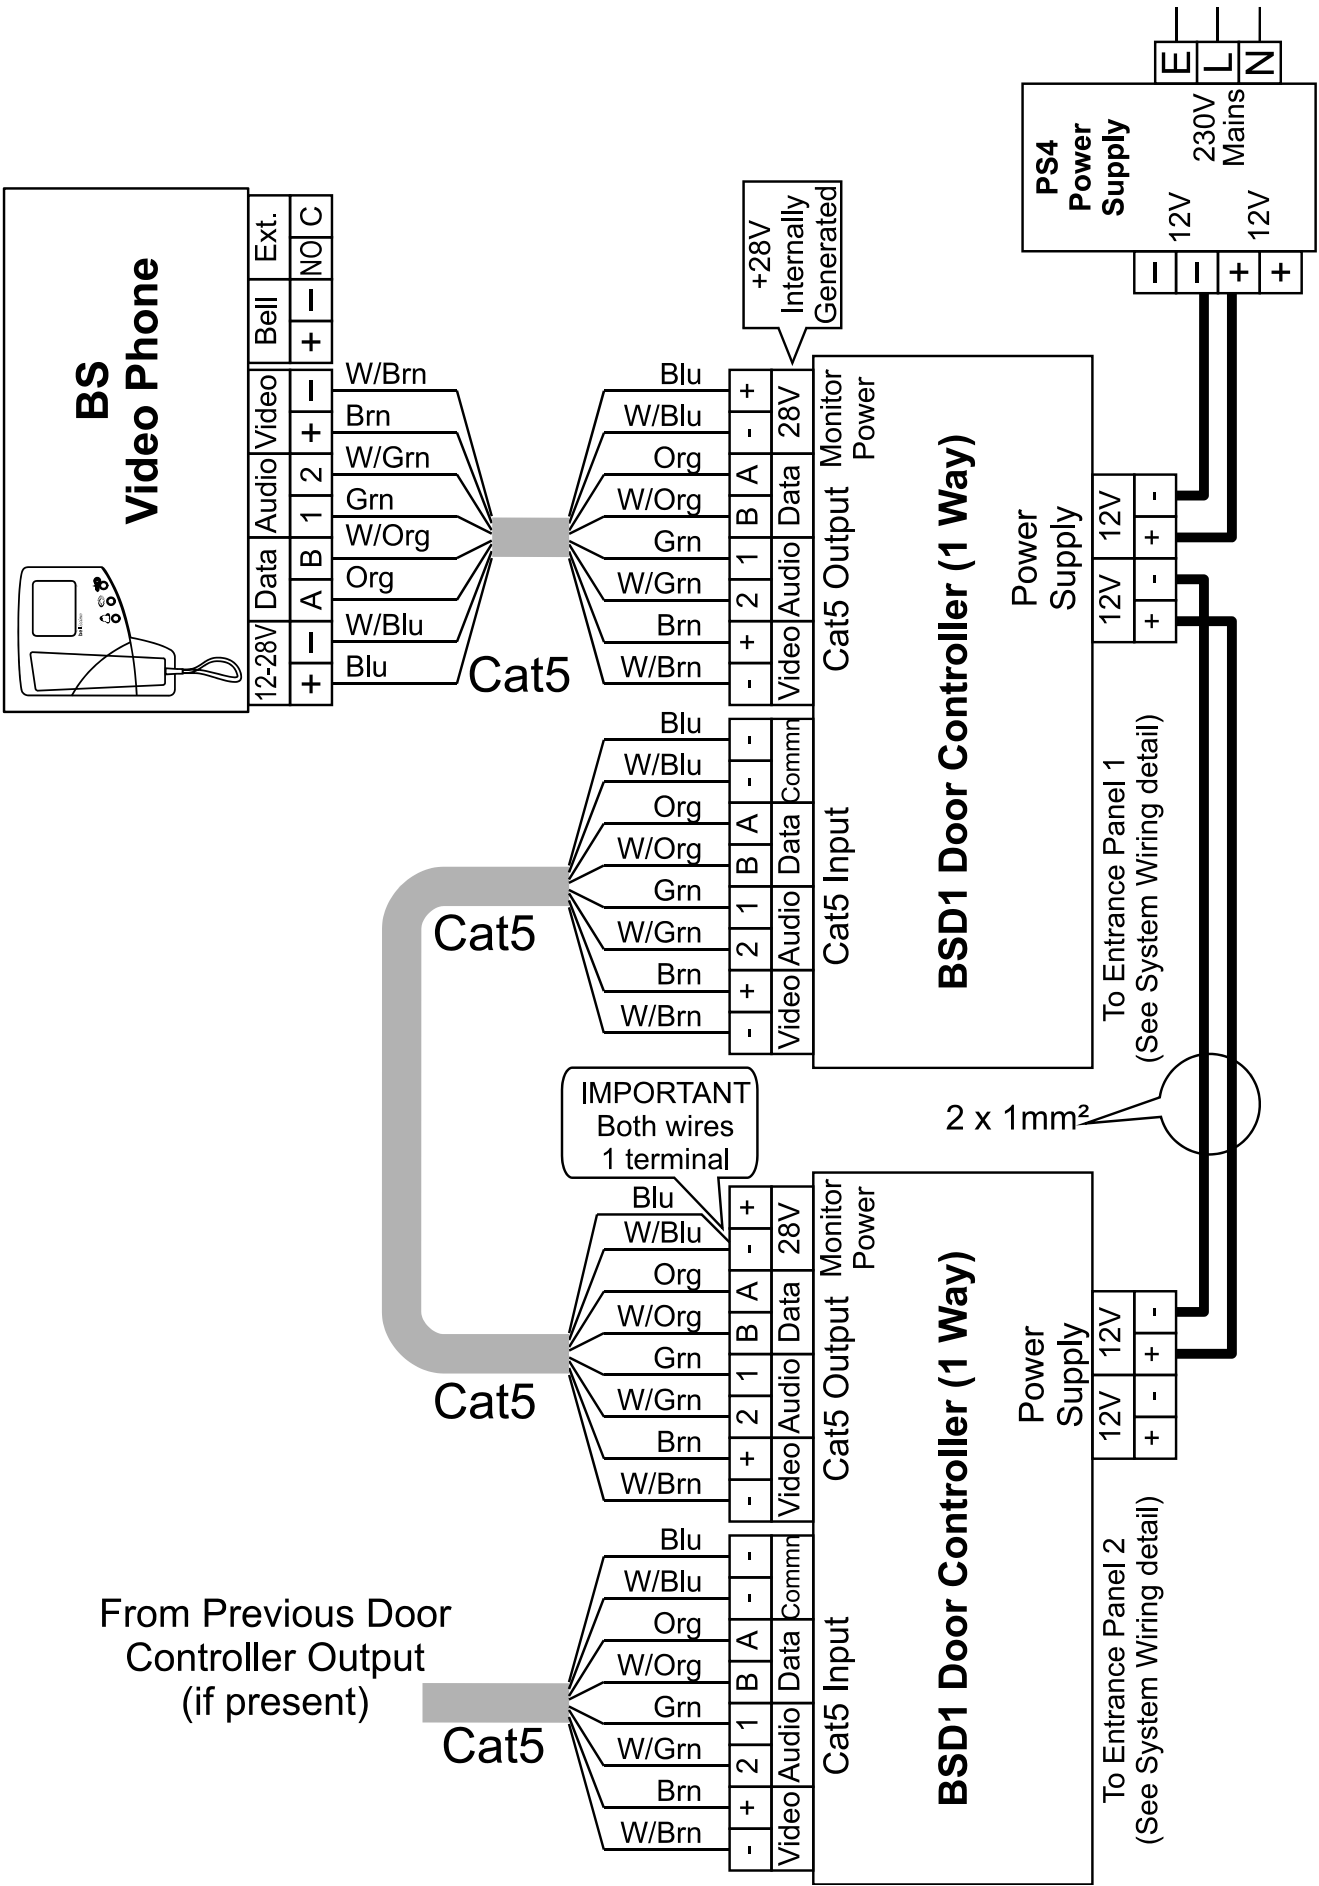 E
L
N
PS4
Power
Supply
230V
Mains
12V
12V
-
-
+
+
BS
Video Phone
Ext.
C
NO
Bell
-
+
Video
-
+
Audio
2
1
Data
B
A
12-28V
-
+
W/Brn
Brn
W/Grn
Grn
W/Org
Org
W/Blu
Blu
Cat5
+28V
Internally
Generated
Blu
W/Blu
Org
W/Org
Grn
W/Grn
Brn
W/Brn
+
-
A
B
1
2
+
-
28V
Data
Audio
Video
Monitor
Power
Cat5 Output
BSD1 Door Controller (1 Way)
Power
Supply
12V
12V
-
+
-
+
Blu
W/Blu
Org
W/Org
Grn
W/Grn
Brn
W/Brn
-
-
A
B
1
2
+
-
Commn
Data
Audio
Video
Cat5 Input
Cat5
To Entrance Panel 1
(See System Wiring detail)
IMPORTANT
Both wires
1 terminal
2 x 1mm²
Blu
W/Blu
Org
W/Org
Grn
W/Grn
Brn
W/Brn
+
-
A
B
1
2
+
-
28V
Data
Audio
Video
Monitor
Power
Cat5 Output
Cat5
BSD1 Door Controller (1 Way)
Power
Supply
12V
12V
-
+
-
+
Blu
W/Blu
Org
W/Org
Grn
W/Grn
Brn
W/Brn
-
-
A
B
1
2
+
-
Commn
Data
Audio
Video
Cat5 Input
To Entrance Panel 2
(See System Wiring detail)
From Previous Door
Controller Output
(if present)
Cat5